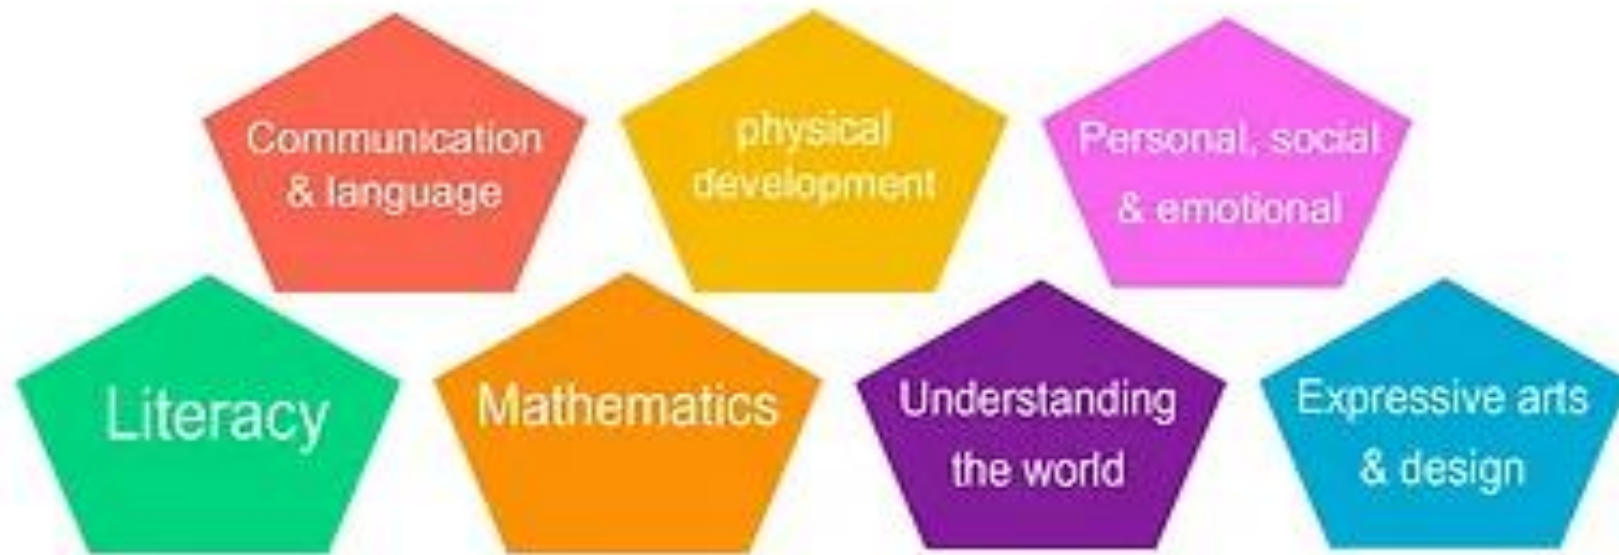 Communication
& language
physical
development
Personal, social
& emotional
Literacy
Mathematics
Understanding
the world
Expressive arts
& design